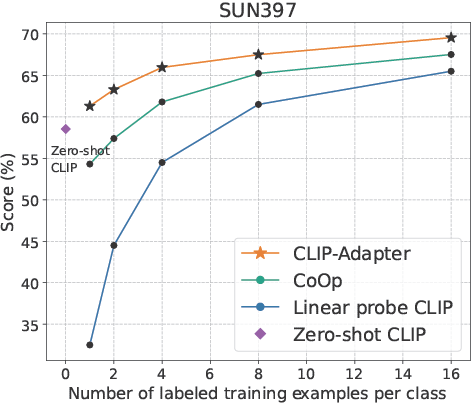 SUN397
70
65
60
55
50
45
40
35
Score (%)
Zero-shot
CLIP
CLIP-Adapter
CoOp
Linear probe CLIP
Zero-shot CLIP
0 2 4 6 8 10 12 14 16
Number of labeled training examples per class